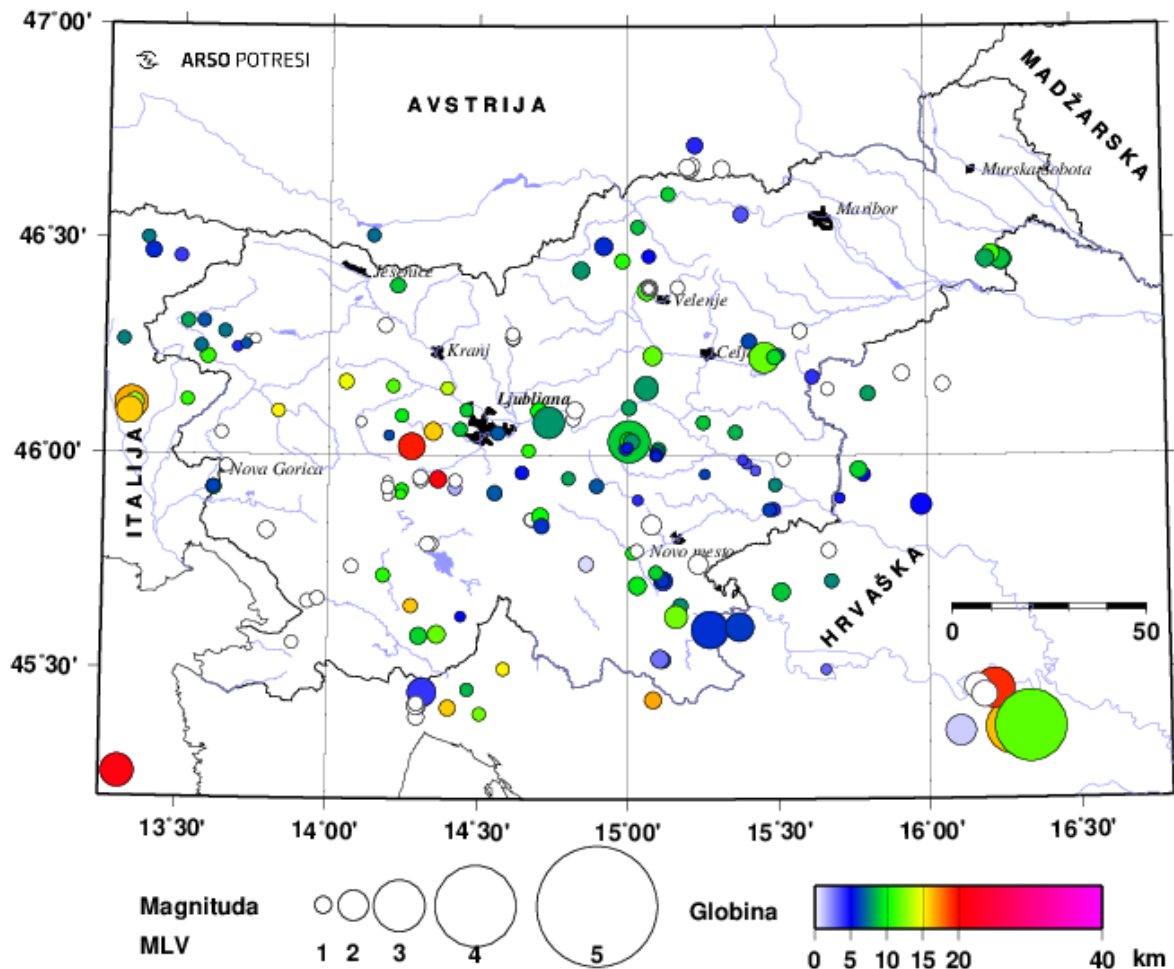 47°00'
ARSO POTRESI
AVSTRIJA
MADŽARSKA
Murska Sobota
Maribor
46°30'
Jesenice
Velenje
Kranj
Celje
Ljubljana
46°00'
Nova Gorica
ITALIJA
Novo mesto
HRVAŠKA
0 50
45°30'
13°30' 14°00' 14°30' 15°00' 15°30' 16°00' 16°30'
Magnituda
MLV
1 2 3 4 5
Globina
0 5 10 15 20 40 km